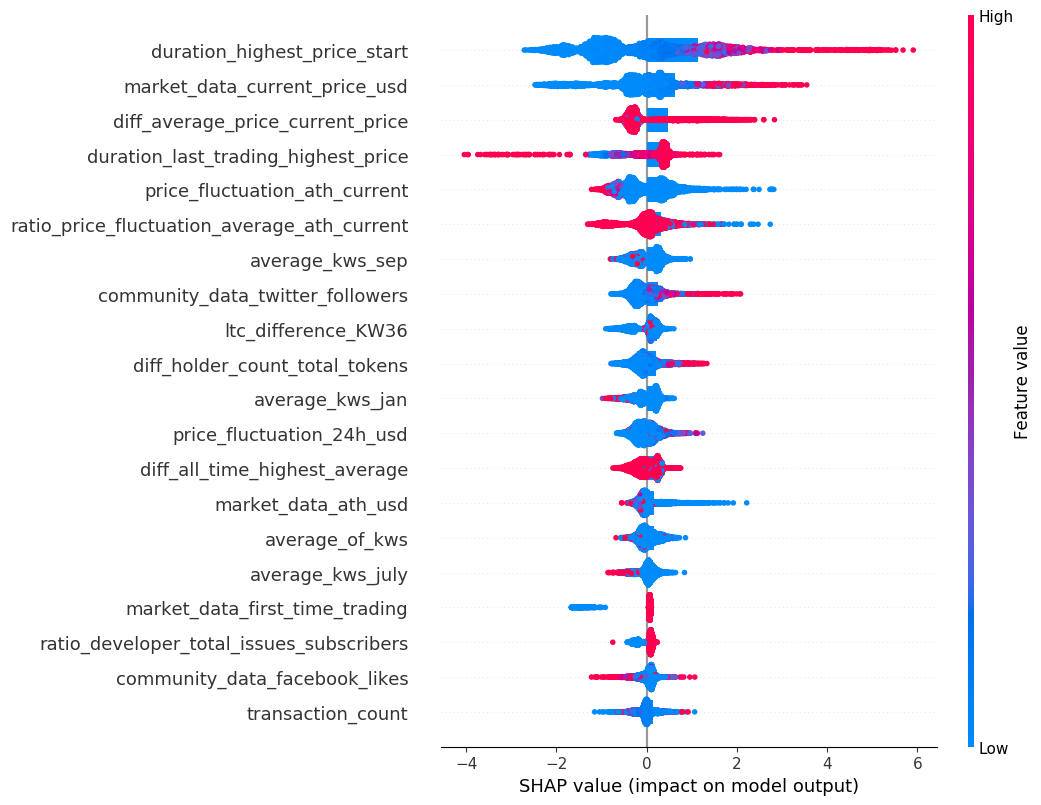 High
duration_highest_price_start
market_data_current_price_usd
diff_average_price_current_price
duration_last_trading_highest_price
price_fluctuation_ath_current
ratio_price_fluctuation_average_ath_current
average_kws_sep
community_data_twitter_followers
ltc_difference_KW36
diff_holder_count_total_tokens
average_kws_jan
price_fluctuation_24h_usd
diff_all_time_highest_average
market_data_ath_usd
average_of_kws
average_kws_july
market_data_first_time_trading
ratio_developer_total_issues_subscribers
community_data_facebook_likes
transaction_count
Feature value
Low
−4 −2 0 2 4 6
SHAP value (impact on model output)